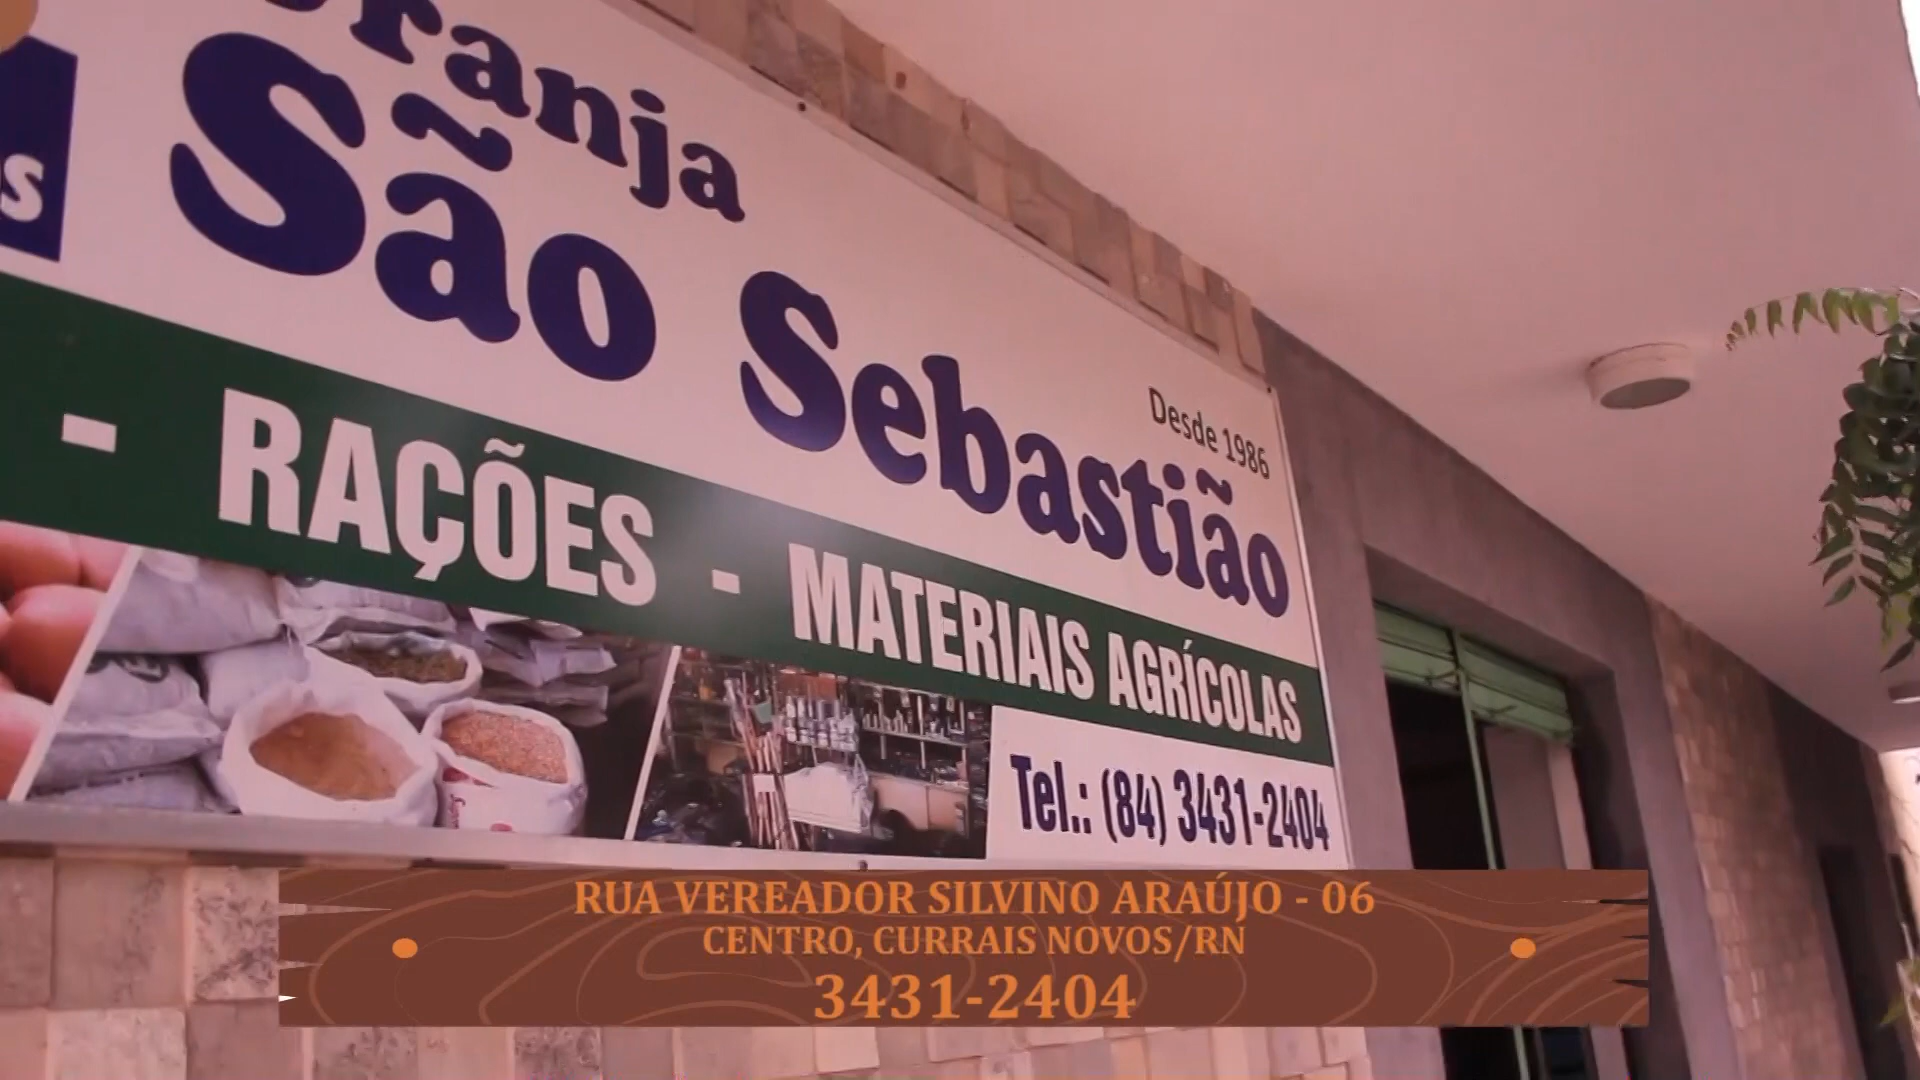 ranja
São Sebastião
Desde 1986
s
- RAÇÕES - MATERIAIS AGRÍCOLAS
Tel.: (84) 3431-2404
RUA VEREADOR SILVINO ARAÚJO - 06
CENTRO, CURRAIS NOVOS/RN
3431-2404